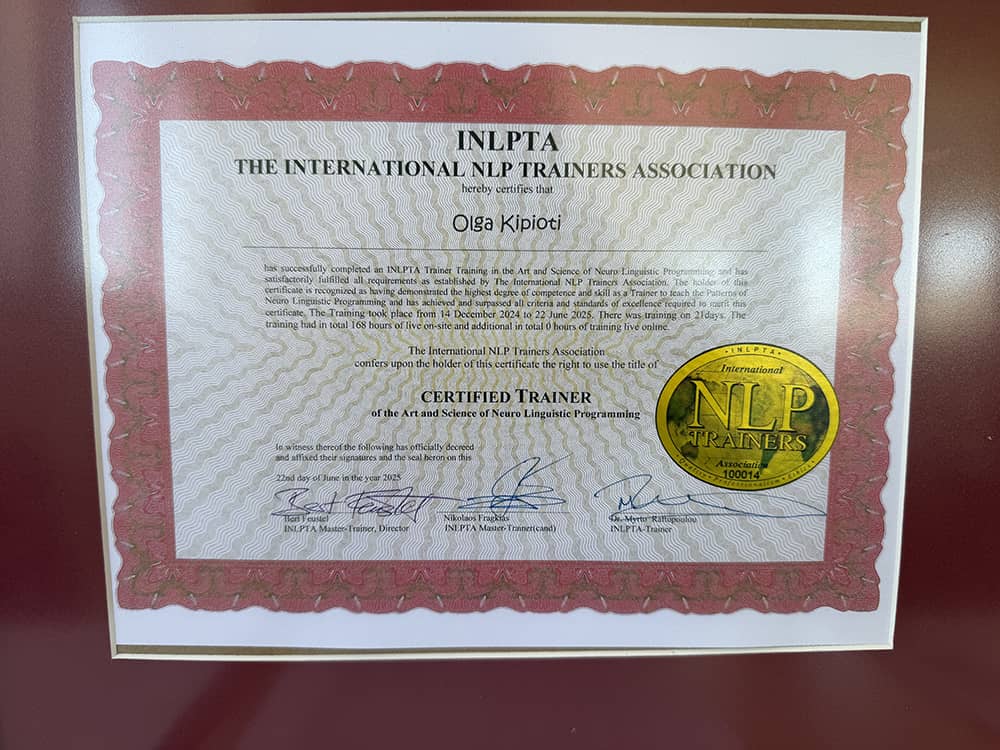 INLPTA
THE INTERNATIONAL NLP TRAINERS ASSOCIATION
hereby certifies that
Olga Kipioti
has successfully completed an INLPTA Trainer Training in the Art and Science of Neuro Linguistic Programming and has
satisfactorily fulfilled all requirements as established by The International NLP Trainers Association. The holder of this
certificate is recognized as having demonstrated the highest degree of competence and skill as a Trainer to teach the Patterns of
Neuro Linguistic Programming and has achieved and surpassed all criteria and standards of excellence required to merit this
certificate. The Training took place from 14 December 2024 to 22 June 2025. There was training on 21days. The
training had in total 168 hours of live on-site and additional in total 0 hours of training live online.
The International NLP Trainers Association
confers upon the holder of this certificate the right to use the title of
CERTIFIED TRAINER
of the Art and Science of Neuro Linguistic Programming
INLPTA
International
NLP
TRAINERS
Association
100014
Quality • Professionalism • Ethics
In witness thereof the following has officially decreed
and affixed their signatures and the seal heron on this
22nd day of June in the year 2025
Bert Feustel
Bert Feustel
INLPTA Master-Trainer, Director
Nikolaos Fragkias
INLPTA Master-Trainer(cand)
Dr. Myrto Raftopoulou
INLPTA-Trainer